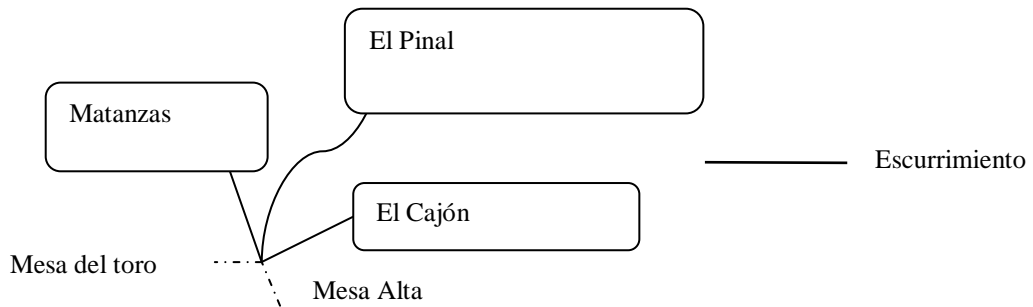 El Pinal
Matanzas
Escurrimiento
El Cajón
Mesa del toro
Mesa Alta